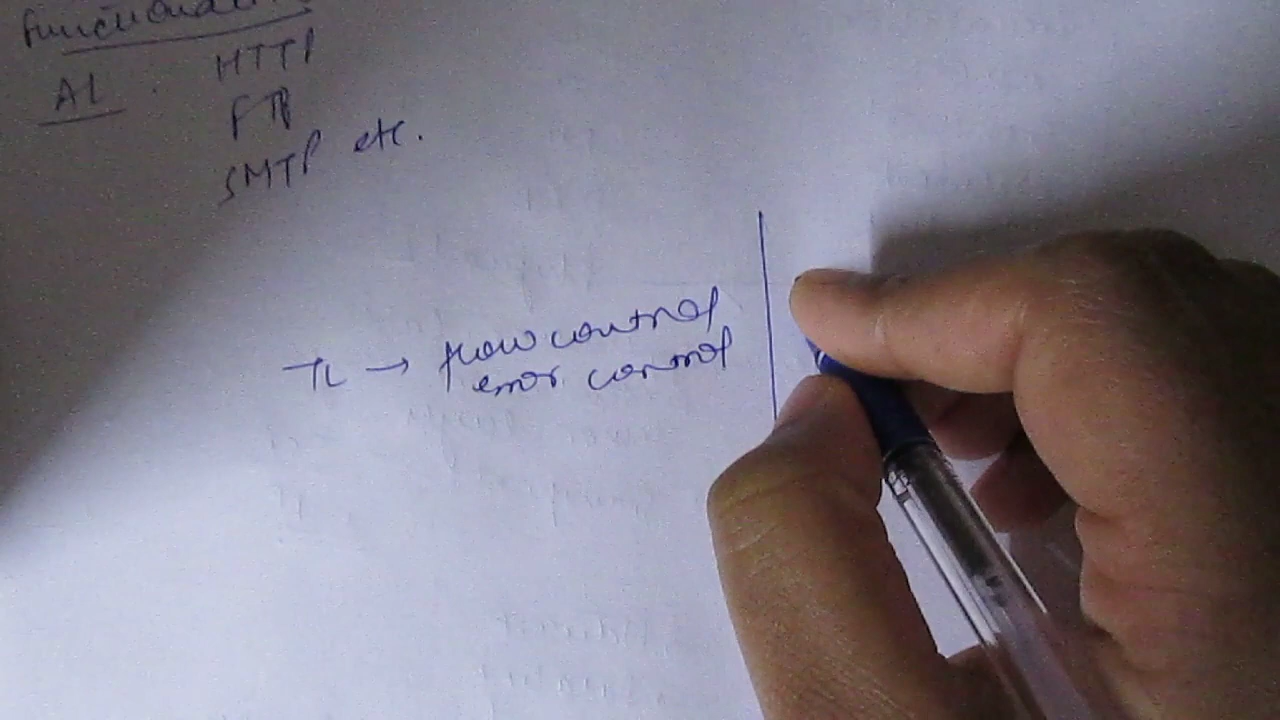 AL . HTTP
FTP
SMTP etc.
TL → flow control
error control